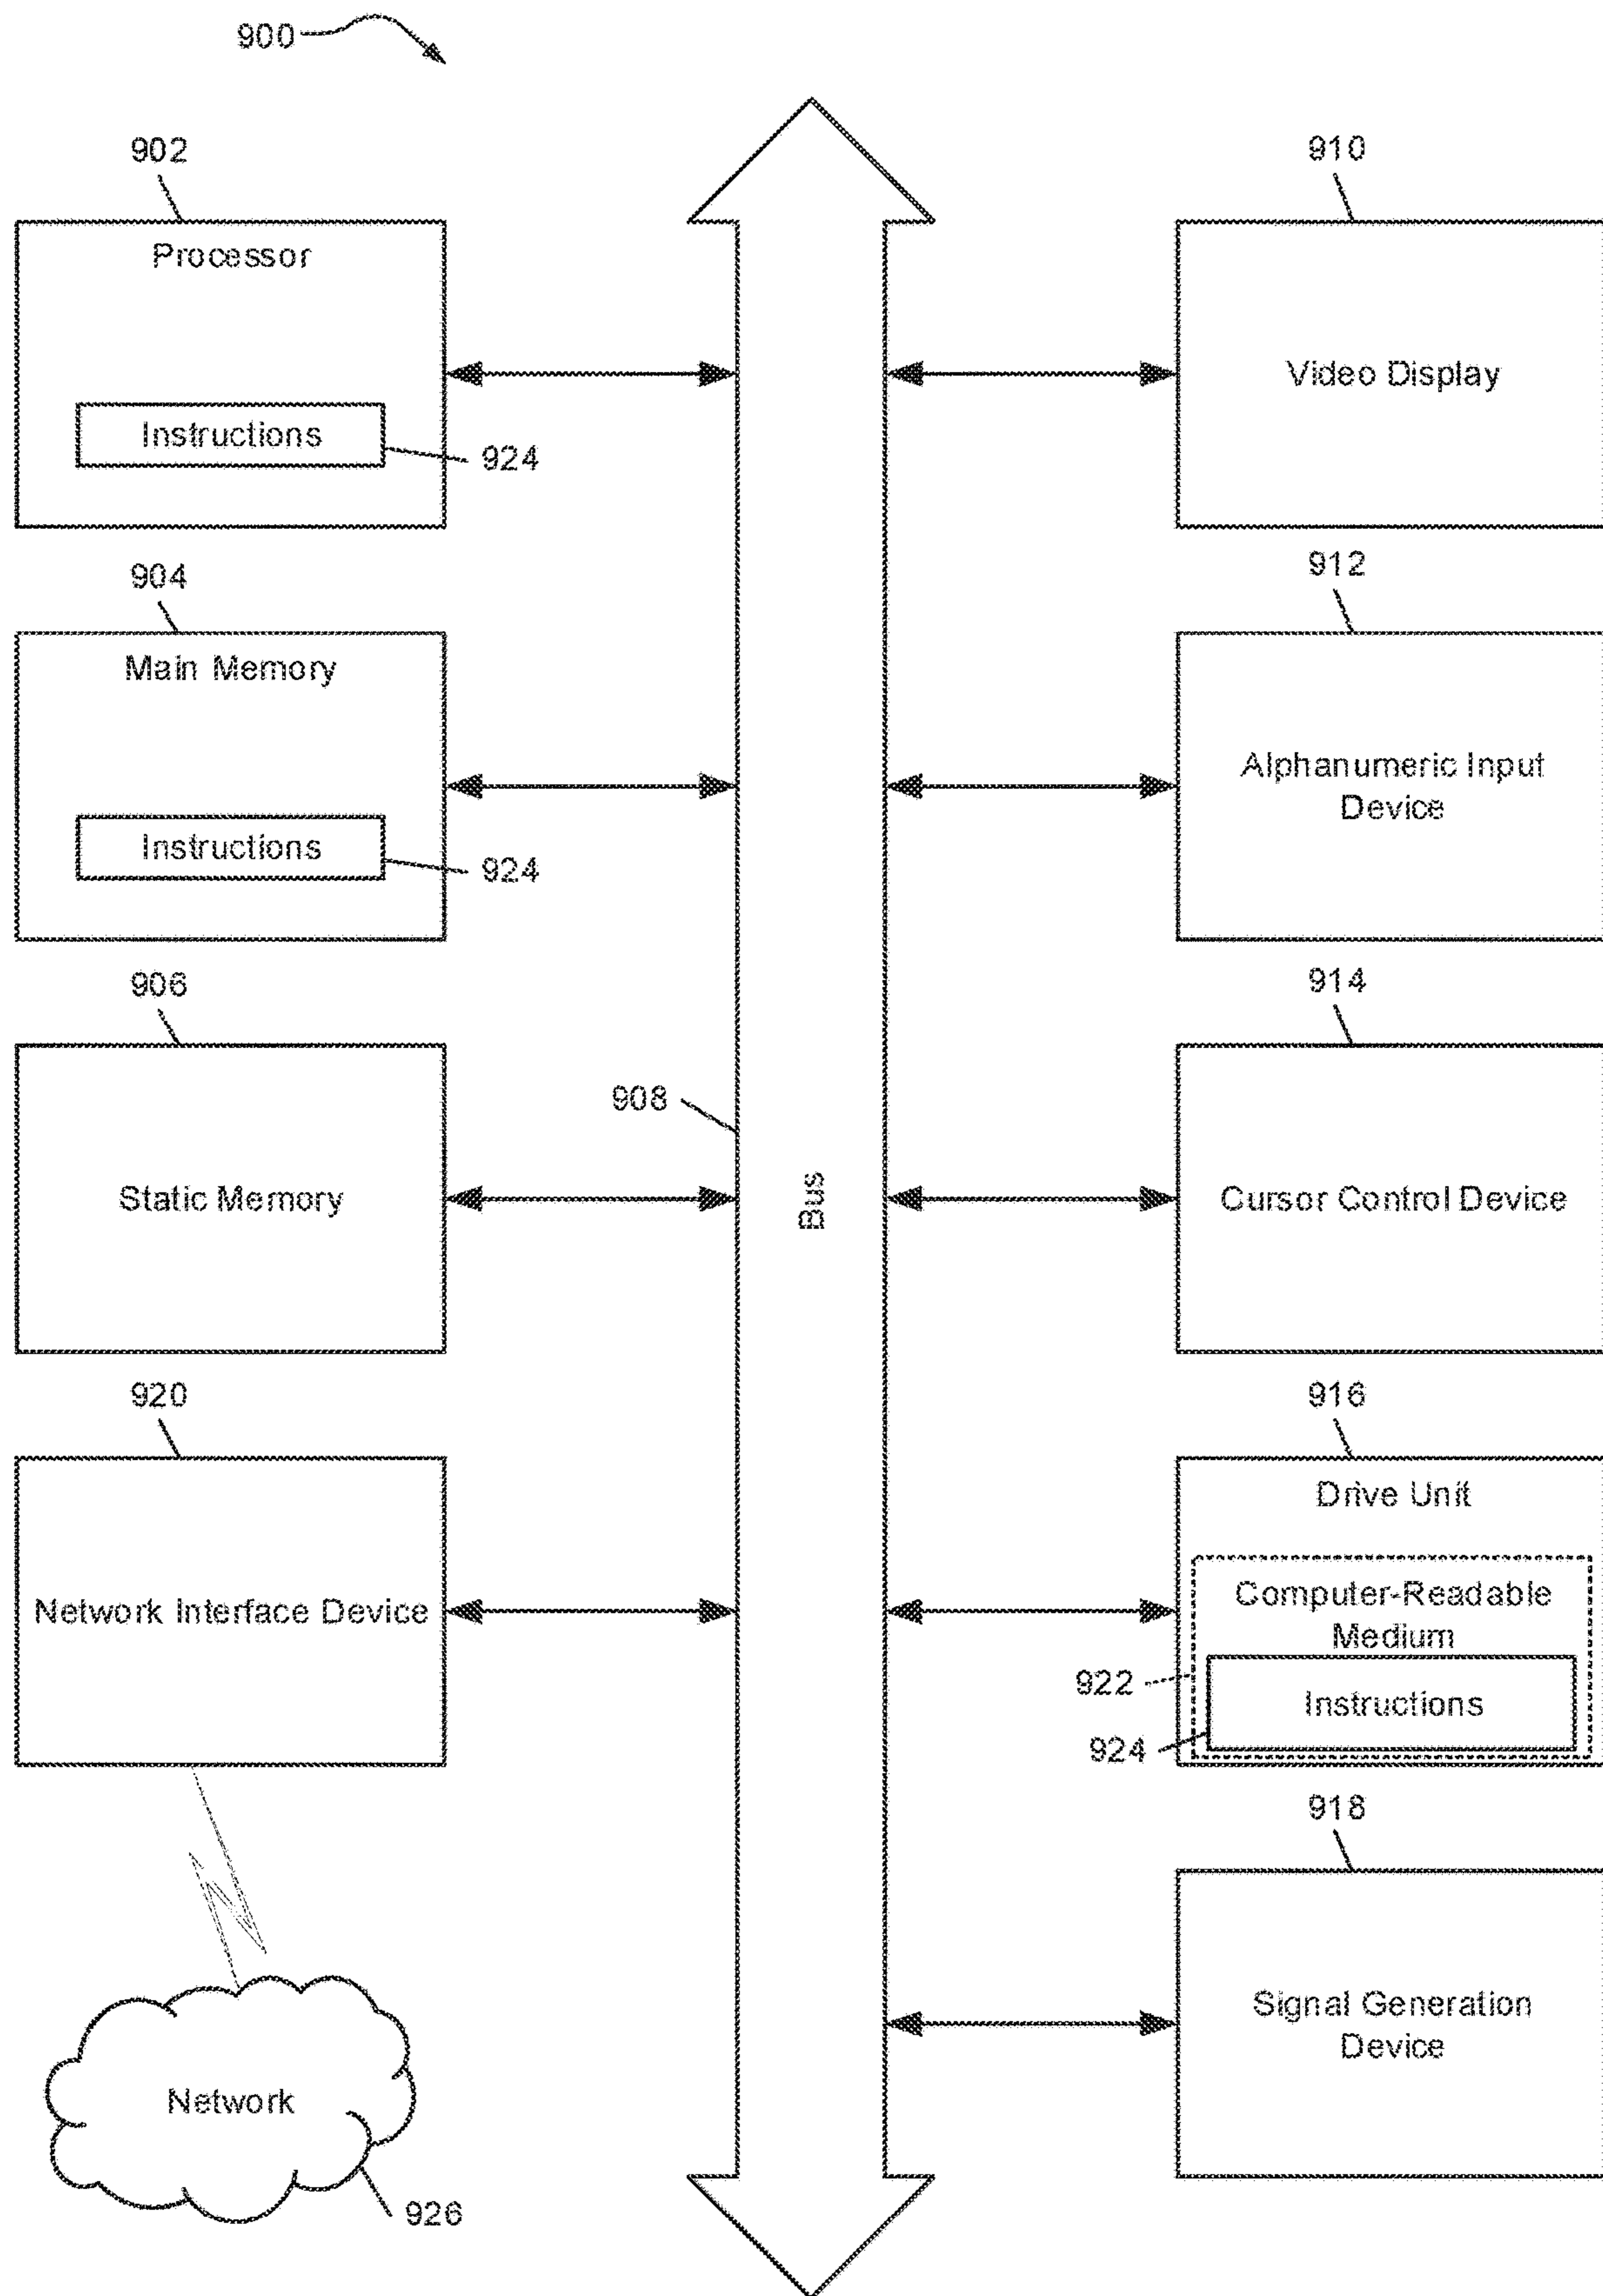 900
902
Processor
Instructions
924
904
Main Memory
Instructions
924
906
Static Memory
920
Network Interface Device
Network
926
908
Bus
910
Video Display
912
Alphanumeric Input
Device
914
Cursor Control Device
916
Drive Unit
Computer-Readable
Medium
922
Instructions
924
918
Signal Generation
Device